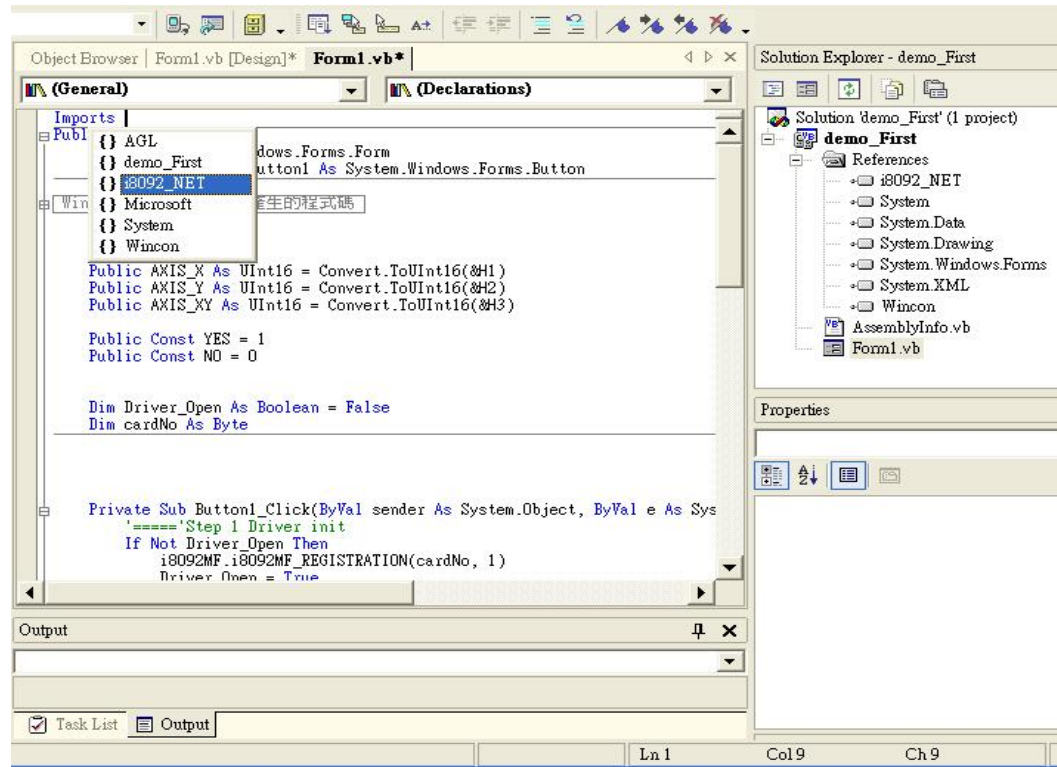 Object Browser Form1.vb [Design]* Form1.vb*
(General) (Declarations)
Imports
Publ
AGL
demo_First
i8092_NET
Microsoft
System
Wincon
dows.Forms.Form
utton1 As System.Windows.Forms.Button
Win 產生的程式碼
Public AXIS_X As UInt16 = Convert.ToUInt16(&H1)
Public AXIS_Y As UInt16 = Convert.ToUInt16(&H2)
Public AXIS_XY As UInt16 = Convert.ToUInt16(&H3)
Public Const YES = 1
Public Const NO = 0
Dim Driver_Open As Boolean = False
Dim cardNo As Byte
Private Sub Button1_Click(ByVal sender As System.Object, ByVal e As Sys
'====='Step 1 Driver init
If Not Driver_Open Then
i8092MF.i8092MF_REGISTRATION(cardNo, 1)
Driver_Open = True
Output
Task List Output
Solution Explorer - demo_First
Solution 'demo_First' (1 project)
demo_First
References
i8092_NET
System
System.Data
System.Drawing
System.Windows.Forms
System.XML
Wincon
AssemblyInfo.vb
Form1.vb
Properties
Ln 1 Col 9 Ch 9